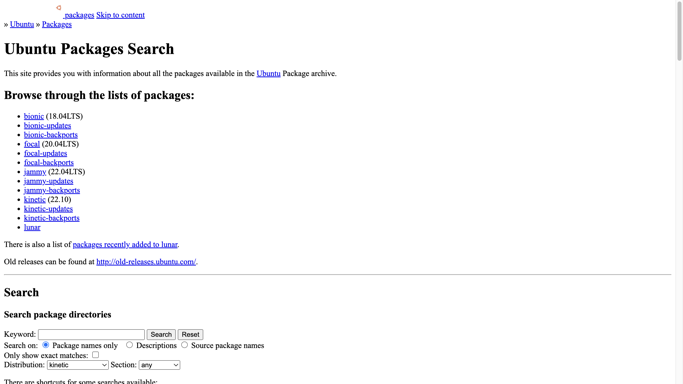 packages Skip to content
» Ubuntu » Packages
Ubuntu Packages Search
This site provides you with information about all the packages available in the Ubuntu Package archive.
Browse through the lists of packages:
• bionic (18.04LTS)
• bionic-updates
• bionic-backports
• focal (20.04LTS)
• focal-updates
• focal-backports
• jammy (22.04LTS)
• jammy-updates
• jammy-backports
• kinetic (22.10)
• kinetic-updates
• kinetic-backports
• lunar
There is also a list of packages recently added to lunar.
Old releases can be found at http://old-releases.ubuntu.com/.
Search
Search package directories
Keyword: Search Reset
Search on: Package names only Descriptions Source package names
Only show exact matches:
Distribution: kinetic Section: any
There are shortcuts for some searches available: